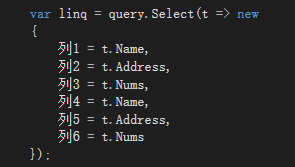 var linq = query.Select(t => new
{
列1 = t.Name,
列2 = t.Address,
列3 = t.Nums,
列4 = t.Name,
列5 = t.Address,
列6 = t.Nums
});